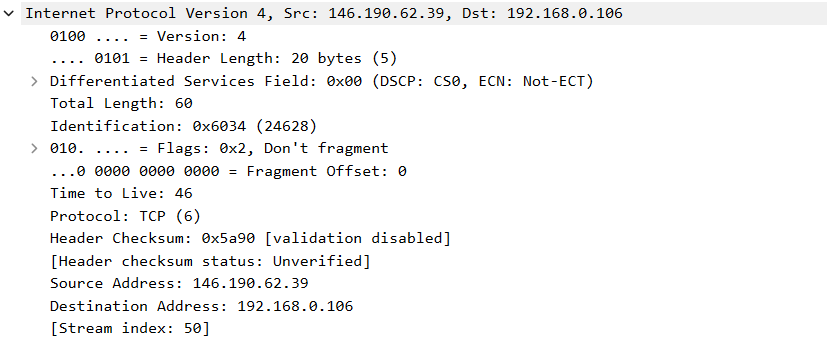 Internet Protocol Version 4, Src: 146.190.62.39, Dst: 192.168.0.106
0100 .... = Version: 4
.... 0101 = Header Length: 20 bytes (5)
Differentiated Services Field: 0x00 (DSCP: CS0, ECN: Not-ECT)
Total Length: 60
Identification: 0x6034 (24628)
010. .... = Flags: 0x2, Don't fragment
...0 0000 0000 0000 = Fragment Offset: 0
Time to Live: 46
Protocol: TCP (6)
Header Checksum: 0x5a90 [validation disabled]
[Header checksum status: Unverified]
Source Address: 146.190.62.39
Destination Address: 192.168.0.106
[Stream index: 50]